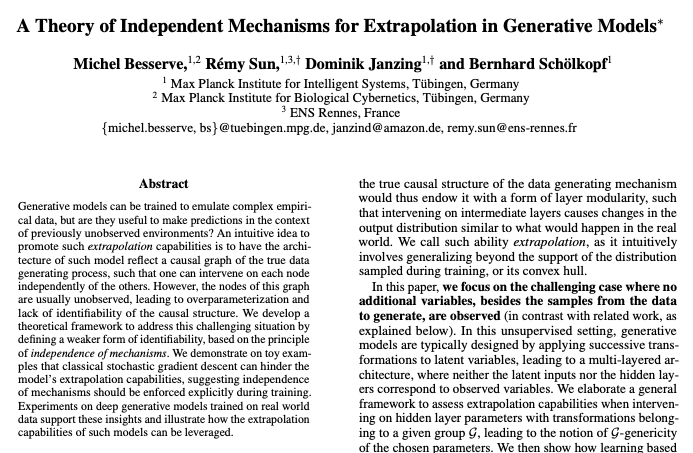 A Theory of Independent Mechanisms for Extrapolation in Generative Models*
Michel Besserve,1,2 Rémy Sun,1,3,† Dominik Janzing1,† and Bernhard Schölkopf1
1 Max Planck Institute for Intelligent Systems, Tübingen, Germany
2 Max Planck Institute for Biological Cybernetics, Tübingen, Germany
3 ENS Rennes, France
{michel.besserve, bs}@tuebingen.mpg.de, janzind@amazon.de, remy.sun@ens-rennes.fr
Abstract
Generative models can be trained to emulate complex empiri-
cal data, but are they useful to make predictions in the context
of previously unobserved environments? An intuitive idea to
promote such extrapolation capabilities is to have the archi-
tecture of such model reflect a causal graph of the true data
generating process, such that one can intervene on each node
independently of the others. However, the nodes of this graph
are usually unobserved, leading to overparameterization and
lack of identifiability of the causal structure. We develop a
theoretical framework to address this challenging situation by
defining a weaker form of identifiability, based on the principle
of independence of mechanisms. We demonstrate on toy exam-
ples that classical stochastic gradient descent can hinder the
model's extrapolation capabilities, suggesting independence
of mechanisms should be enforced explicitly during training.
Experiments on deep generative models trained on real world
data support these insights and illustrate how the extrapolation
capabilities of such models can be leveraged.
the true causal structure of the data generating mechanism
would thus endow it with a form of layer modularity, such
that intervening on intermediate layers causes changes in the
output distribution similar to what would happen in the real
world. We call such ability extrapolation, as it intuitively
involves generalizing beyond the support of the distribution
sampled during training, or its convex hull.
In this paper, we focus on the challenging case where no
additional variables, besides the samples from the data
to generate, are observed (in contrast with related work, as
explained below). In this unsupervised setting, generative
models are typically designed by applying successive trans-
formations to latent variables, leading to a multi-layered ar-
chitecture, where neither the latent inputs nor the hidden lay-
ers correspond to observed variables. We elaborate a general
framework to assess extrapolation capabilities when interven-
ing on hidden layer parameters with transformations belong-
ing to a given group 𝒢, leading to the notion of 𝒢-genericity
of the chosen parameters. We then show how learning based